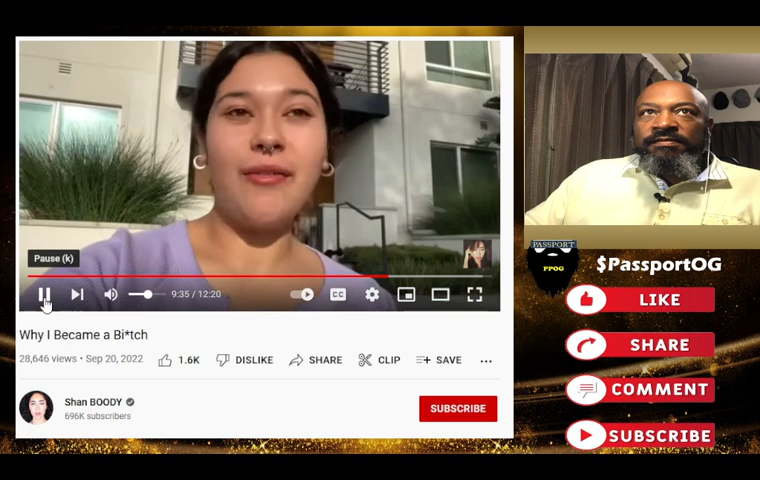 Pause (k)
9:35 / 12:20
CC
Why I Became a Bi*tch
28,646 views • Sep 20, 2022
1.6K
DISLIKE
SHARE
CLIP
SAVE
Shan BOODY
696K subscribers
SUBSCRIBE
PASSPORT
PPOG
$PassportOG
LIKE
SHARE
COMMENT
SUBSCRIBE